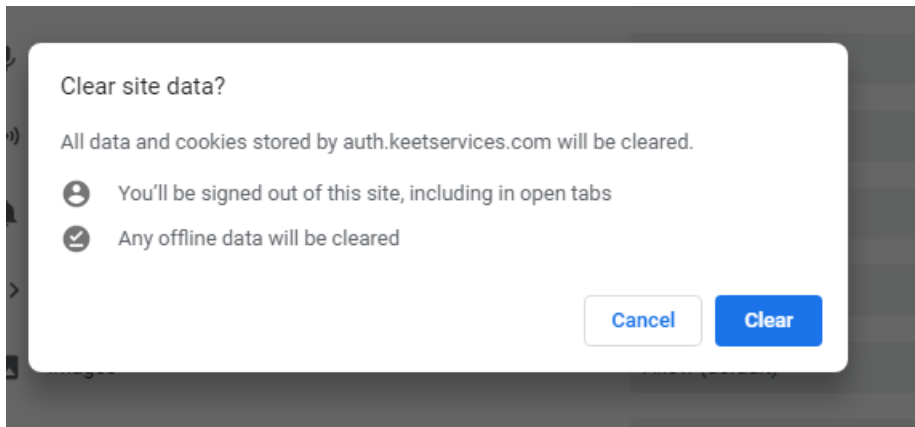 Clear site data?
All data and cookies stored by auth.keetservices.com will be cleared.
You'll be signed out of this site, including in open tabs
Any offline data will be cleared
Cancel
Clear